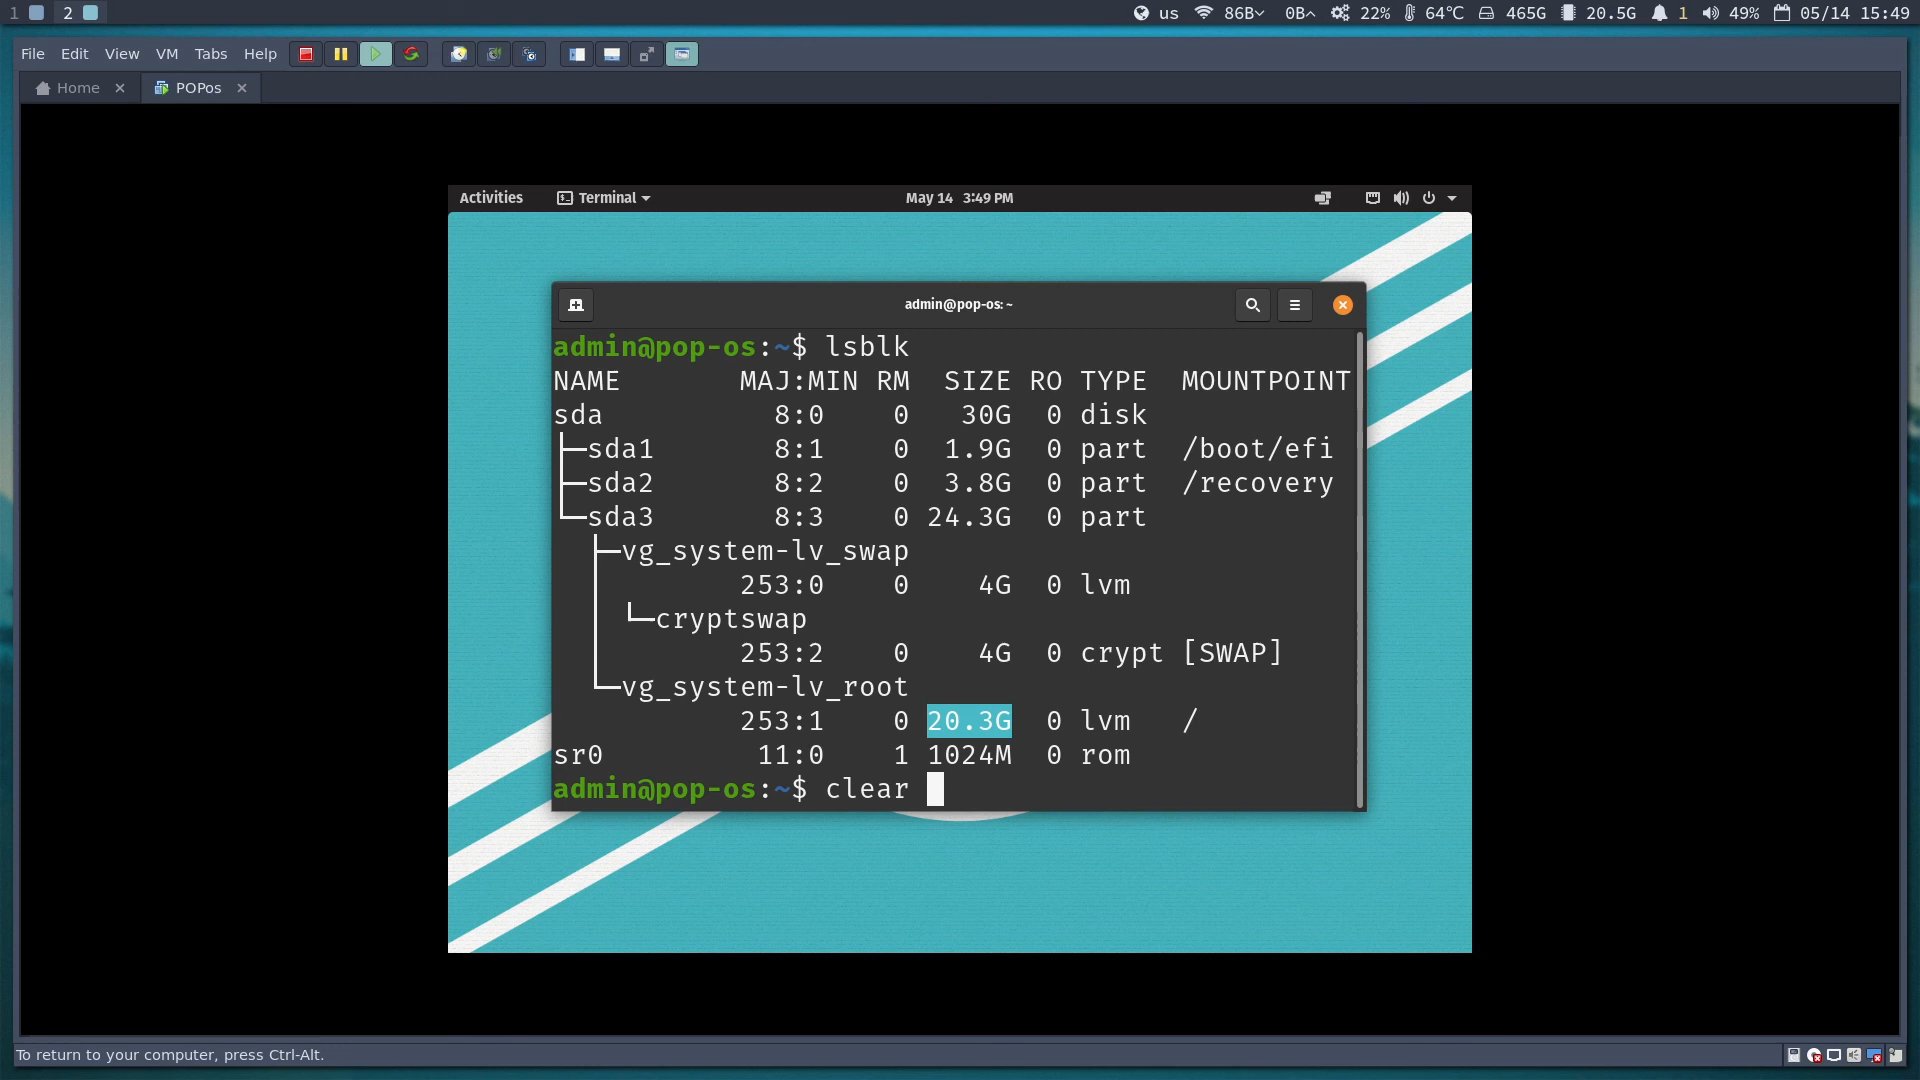 1 2 us 86B 0B 22% 64℃ 465G 20.5G 1 49% 05/14 15:49
File Edit View VM Tabs Help
Home POPos
Activities Terminal May 14 3:49 PM
admin@pop-os: ~
admin@pop-os:~$ lsblk
NAME MAJ:MIN RM SIZE RO TYPE MOUNTPOINT
sda 8:0 0 30G 0 disk
├─sda1 8:1 0 1.9G 0 part /boot/efi
├─sda2 8:2 0 3.8G 0 part /recovery
└─sda3 8:3 0 24.3G 0 part
├─vg_system-lv_swap
253:0 0 4G 0 lvm
│ └─cryptswap
253:2 0 4G 0 crypt [SWAP]
└─vg_system-lv_root
253:1 0 20.3G 0 lvm /
sr0 11:0 1 1024M 0 rom
admin@pop-os:~$ clear
To return to your computer, press Ctrl-Alt.